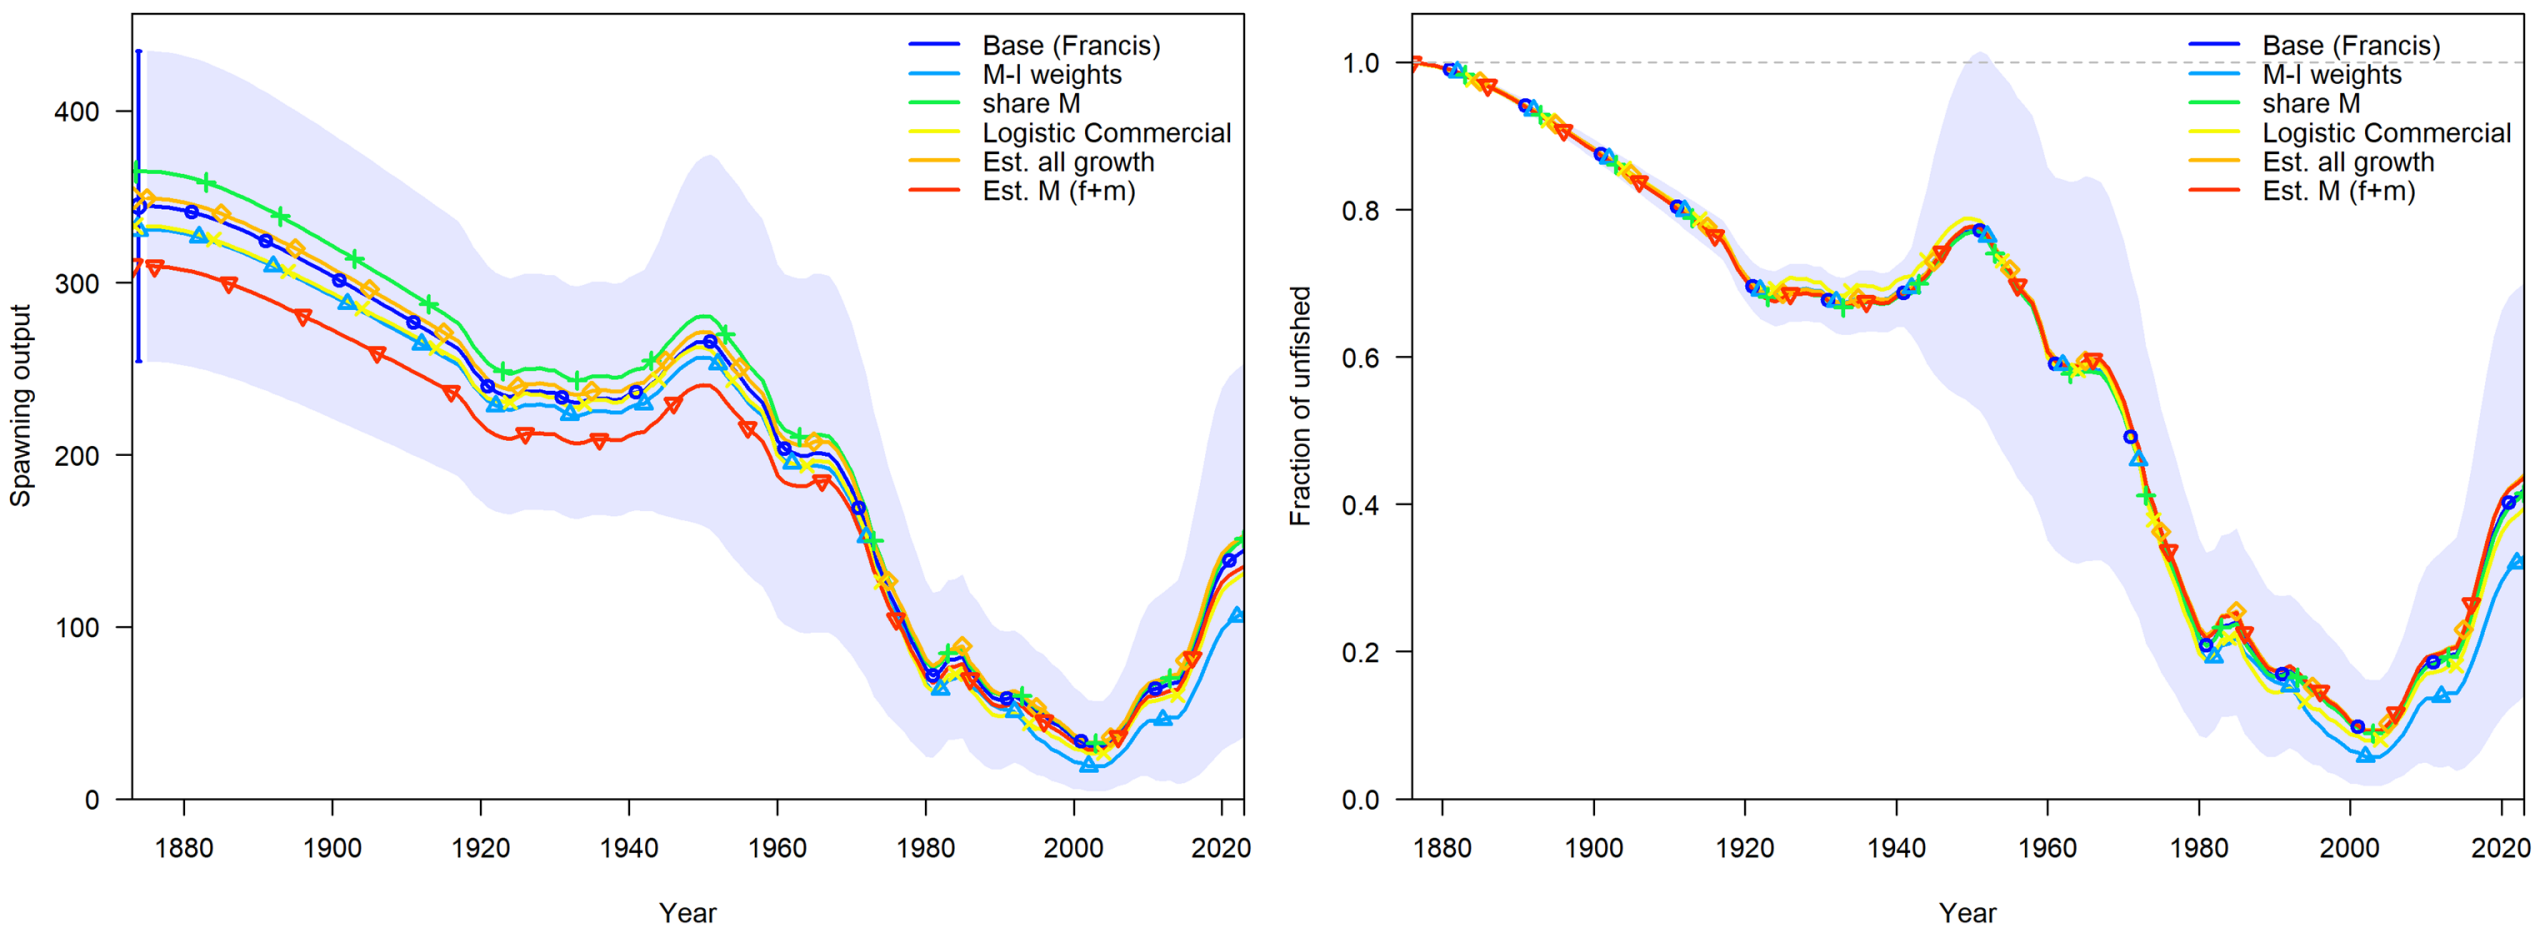 Spawning output
400
300
200
100
0
1880 1900 1920 1940 1960 1980 2000 2020
Year
Base (Francis)
M-I weights
share M
Logistic Commercial
Est. all growth
Est. M (f+m)
Fraction of unfished
1.0
0.8
0.6
0.4
0.2
0.0
1880 1900 1920 1940 1960 1980 2000 2020
Year
Base (Francis)
M-I weights
share M
Logistic Commercial
Est. all growth
Est. M (f+m)